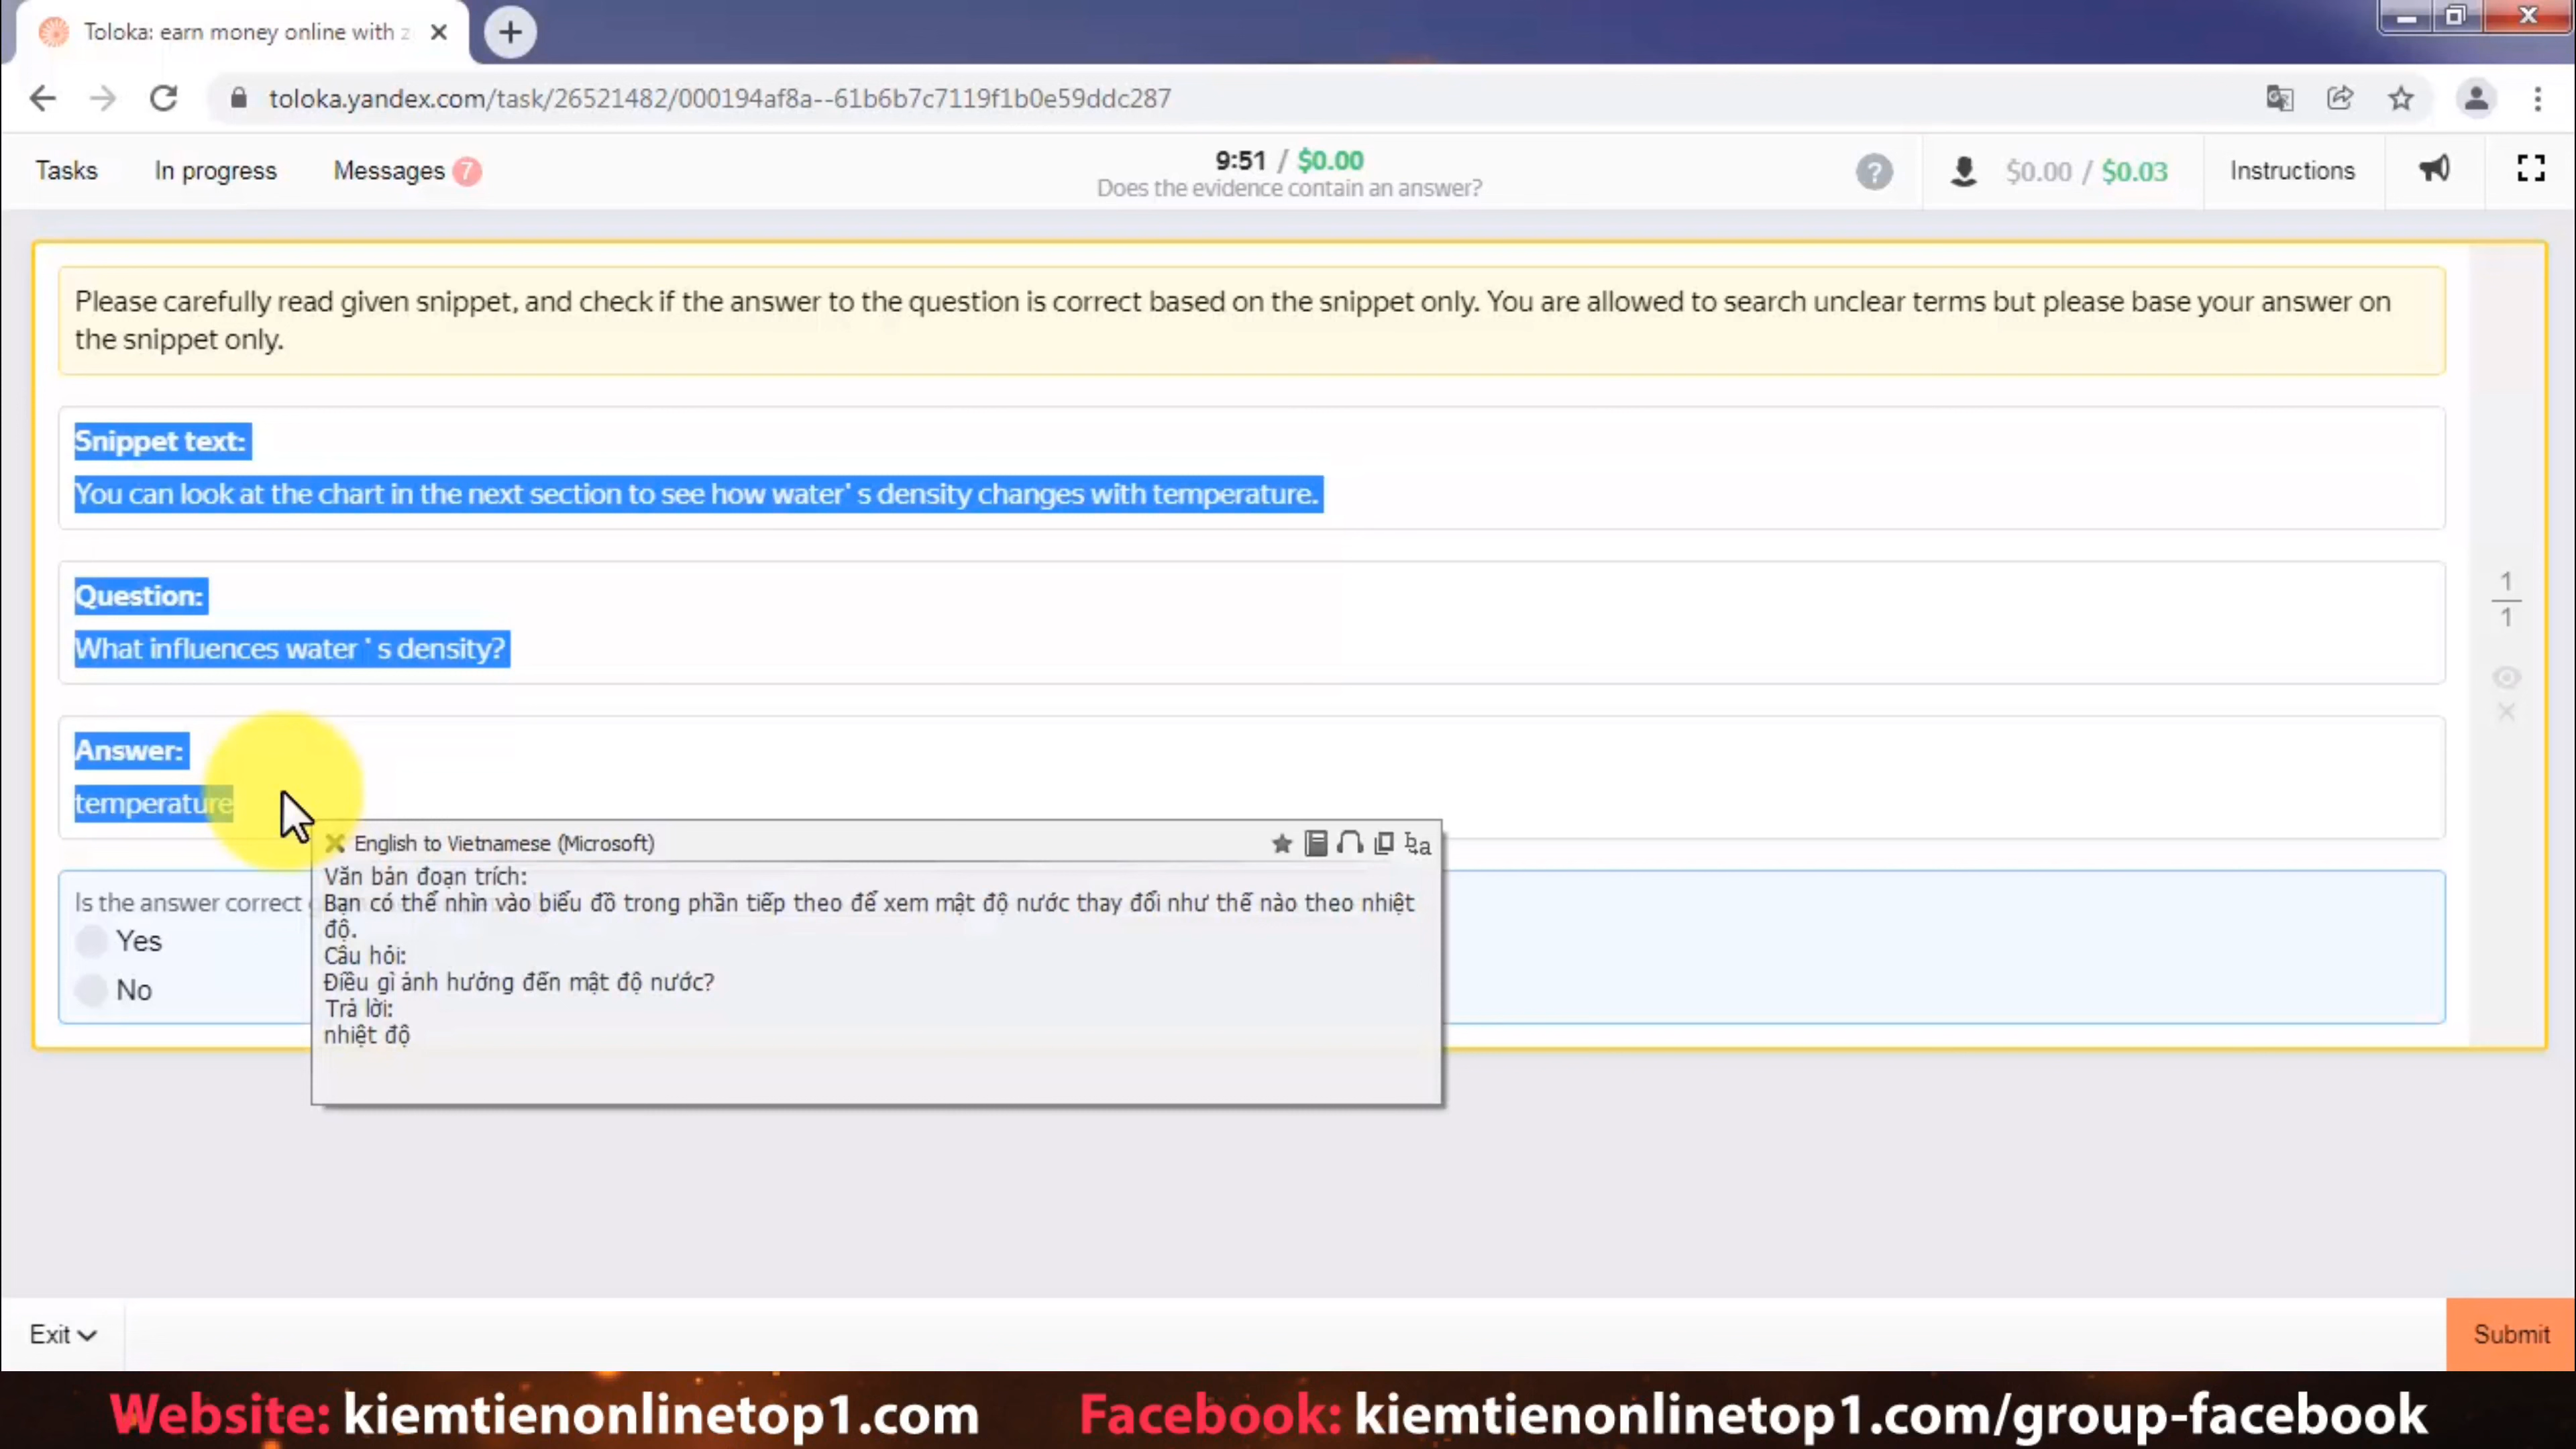 Toloka: earn money online with z
toloka.yandex.com/task/26521482/000194af8a--61b6b7c7119f1b0e59ddc287
Tasks In progress Messages 7
9:51 / $0.00
Does the evidence contain an answer?
? $0.00 / $0.03 Instructions
Please carefully read given snippet, and check if the answer to the question is correct based on the snippet only. You are allowed to search unclear terms but please base your answer on
the snippet only.
Snippet text:
You can look at the chart in the next section to see how water' s density changes with temperature.
Question:
What influences water ' s density?
1
1
Answer:
temperature
English to Vietnamese (Microsoft)
Văn bản đoạn trích:
Bạn có thể nhìn vào biểu đồ trong phần tiếp theo để xem mật độ nước thay đổi như thế nào theo nhiệt
độ.
Câu hỏi:
Điều gì ảnh hưởng đến mật độ nước?
Trả lời:
nhiệt độ
Is the answer correct
Yes
No
Exit
Submit
Website: kiemtienonlinetop1.com Facebook: kiemtienonlinetop1.com/group-facebook